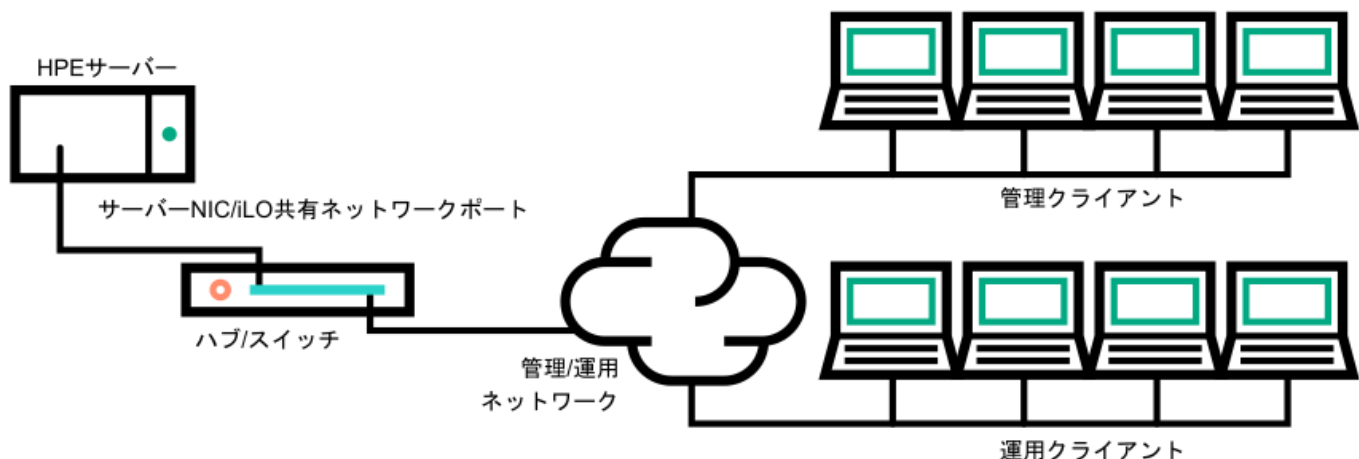 HPEサーバー
サーバーNIC/iLO共有ネットワークポート
ハブ/スイッチ
管理/運用
ネットワーク
管理クライアント
運用クライアント